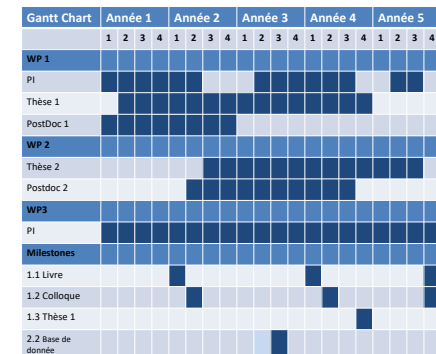 Gantt Chart Année 1 Année 2 Année 3 Année 4 Année 5
1 2 3 4 1 2 3 4 1 2 3 4 1 2 3 4 1 2 3 4
WP 1
PI
Thèse 1
PostDoc 1
WP 2
Thèse 2
Postdoc 2
WP3
PI
Milestones
1.1 Livre
1.2 Colloque
1.3 Thèse 1
2.2 Base de
donnée